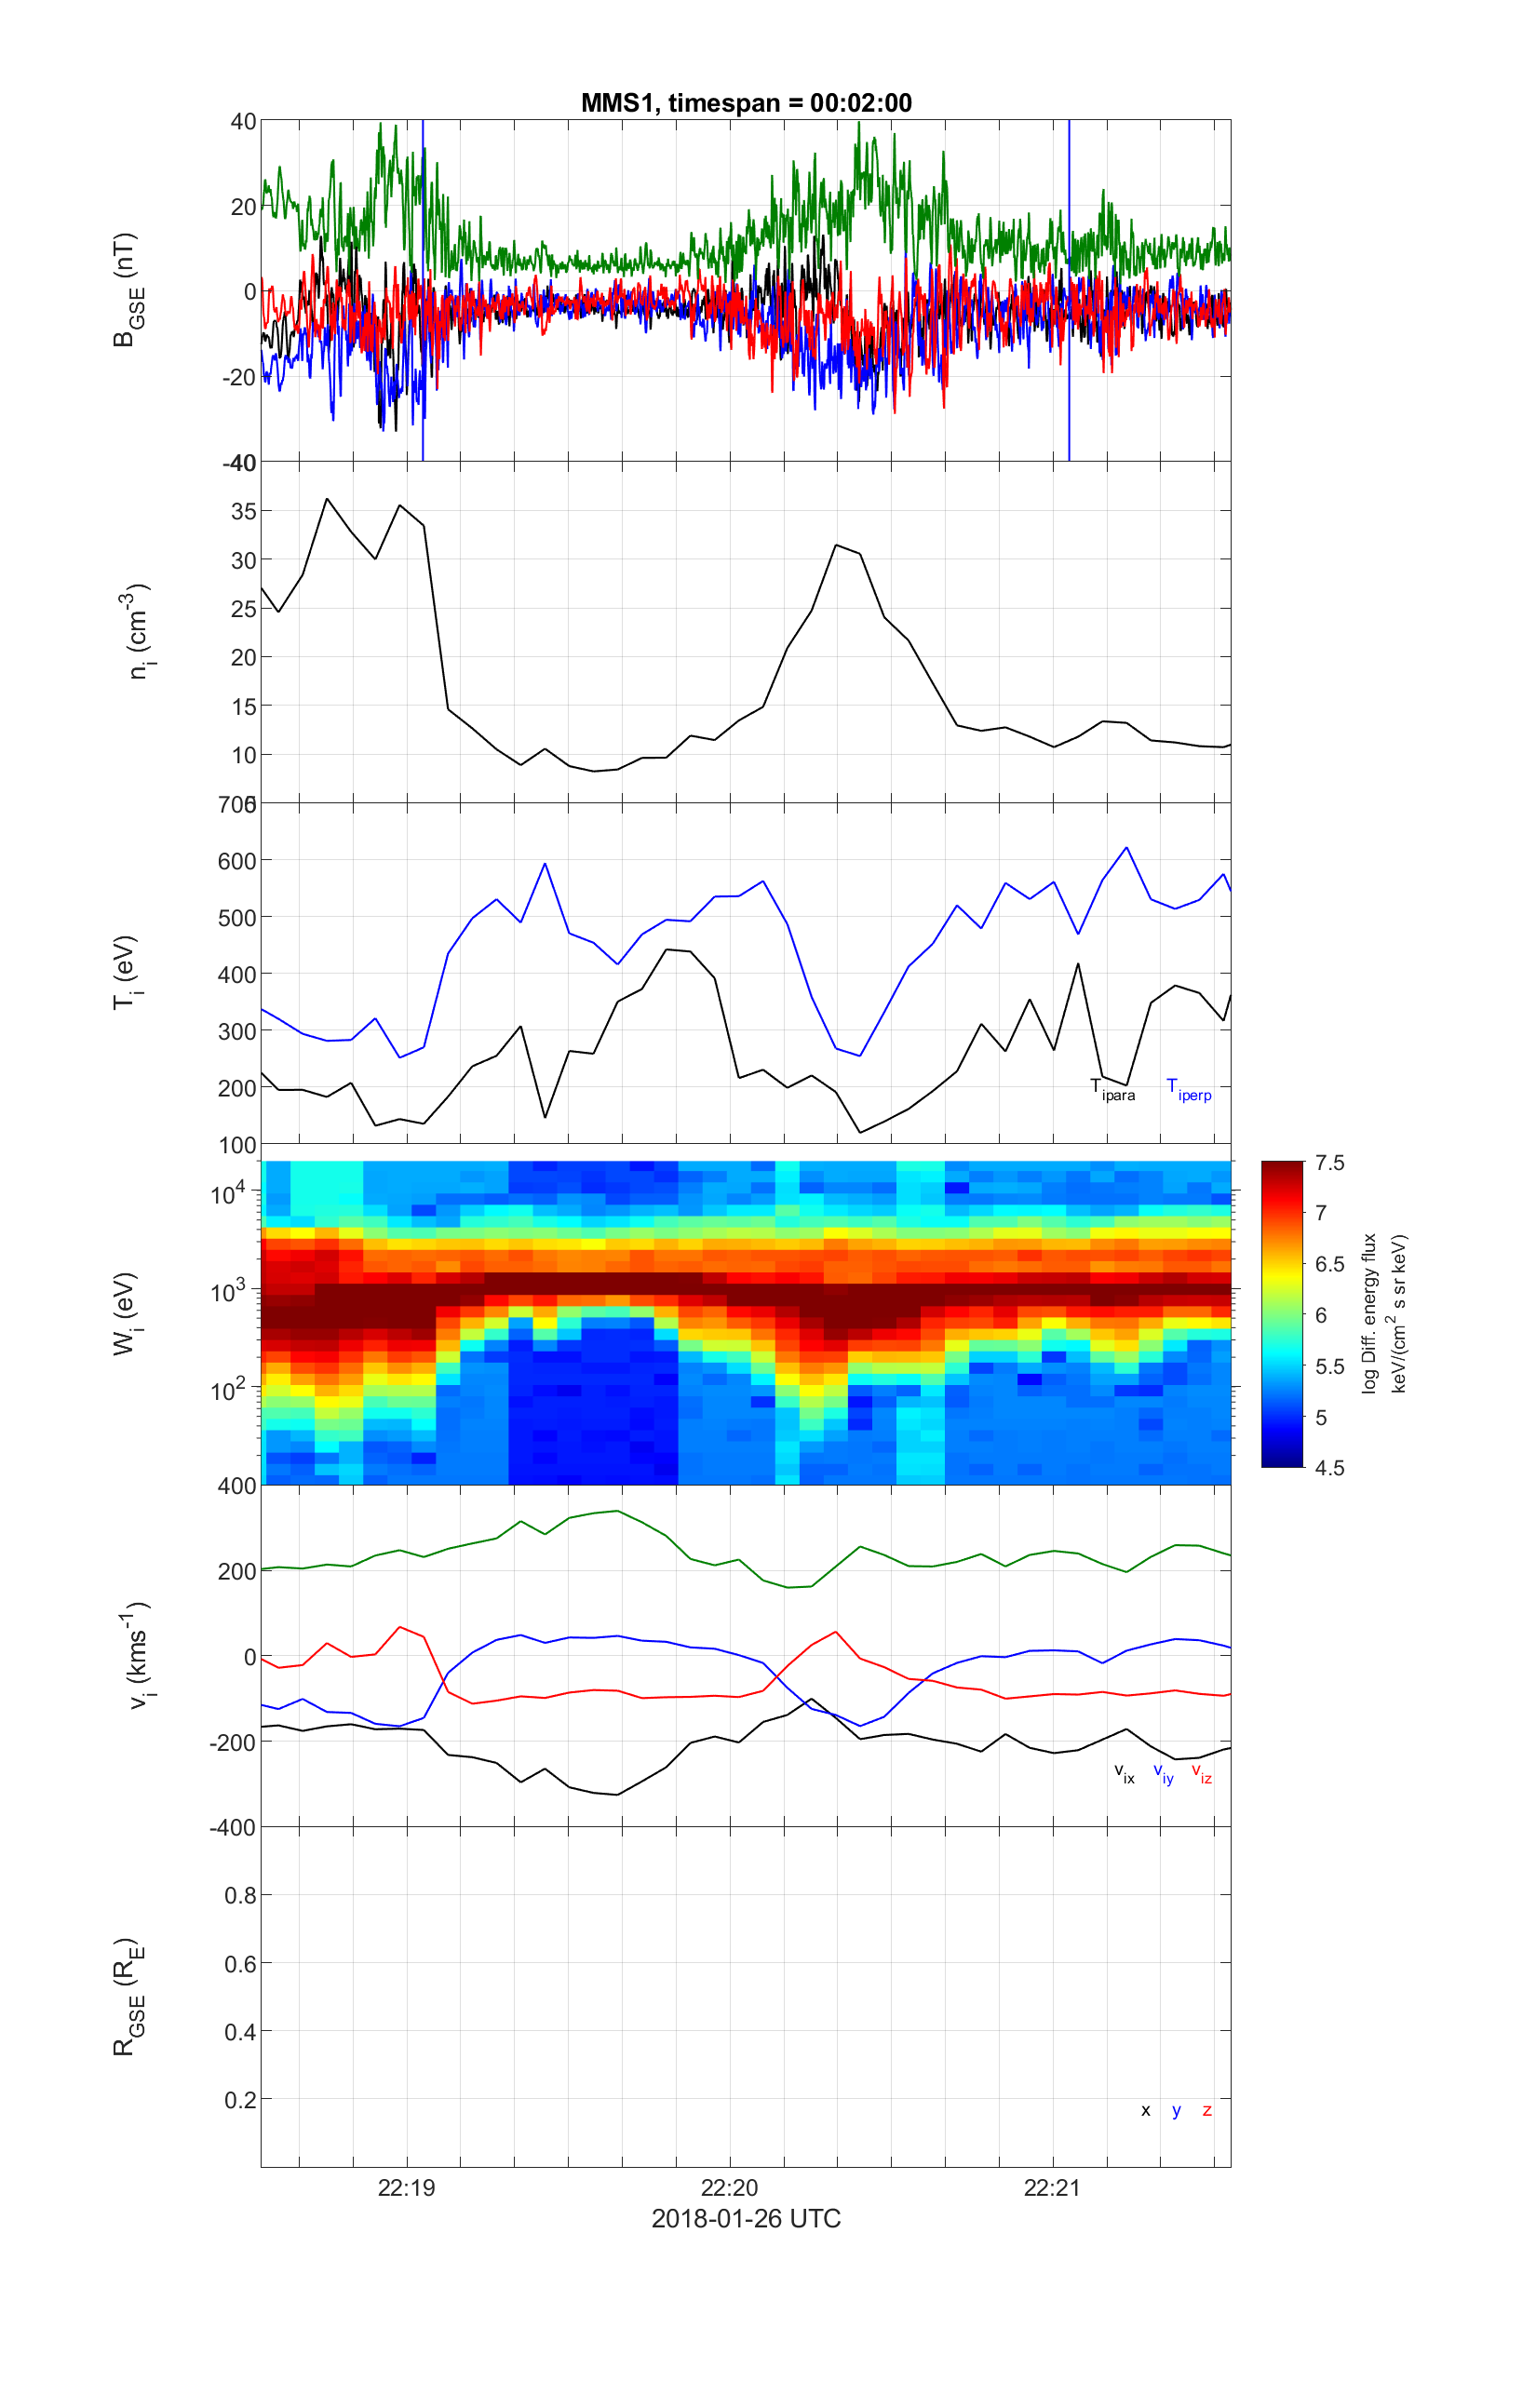 MMS1, timespan = 00:02:00
40
20
0
-20
-40
B_GSE (nT)
40
35
30
25
20
15
10
5
n_i (cm^-3)
700
600
500
400
300
200
100
T_i (eV)
T_ipara T_iperp
10^4
10^3
10^2
W_i (eV)
7.5
7
6.5
6
5.5
5
4.5
log Diff. energy flux
keV/(cm^2 s sr keV)
400
200
0
-200
-400
v_i (kms^-1)
v_ix v_iy v_iz
0.8
0.6
0.4
0.2
R_GSE (R_E)
x y z
22:19 22:20 22:21
2018-01-26 UTC